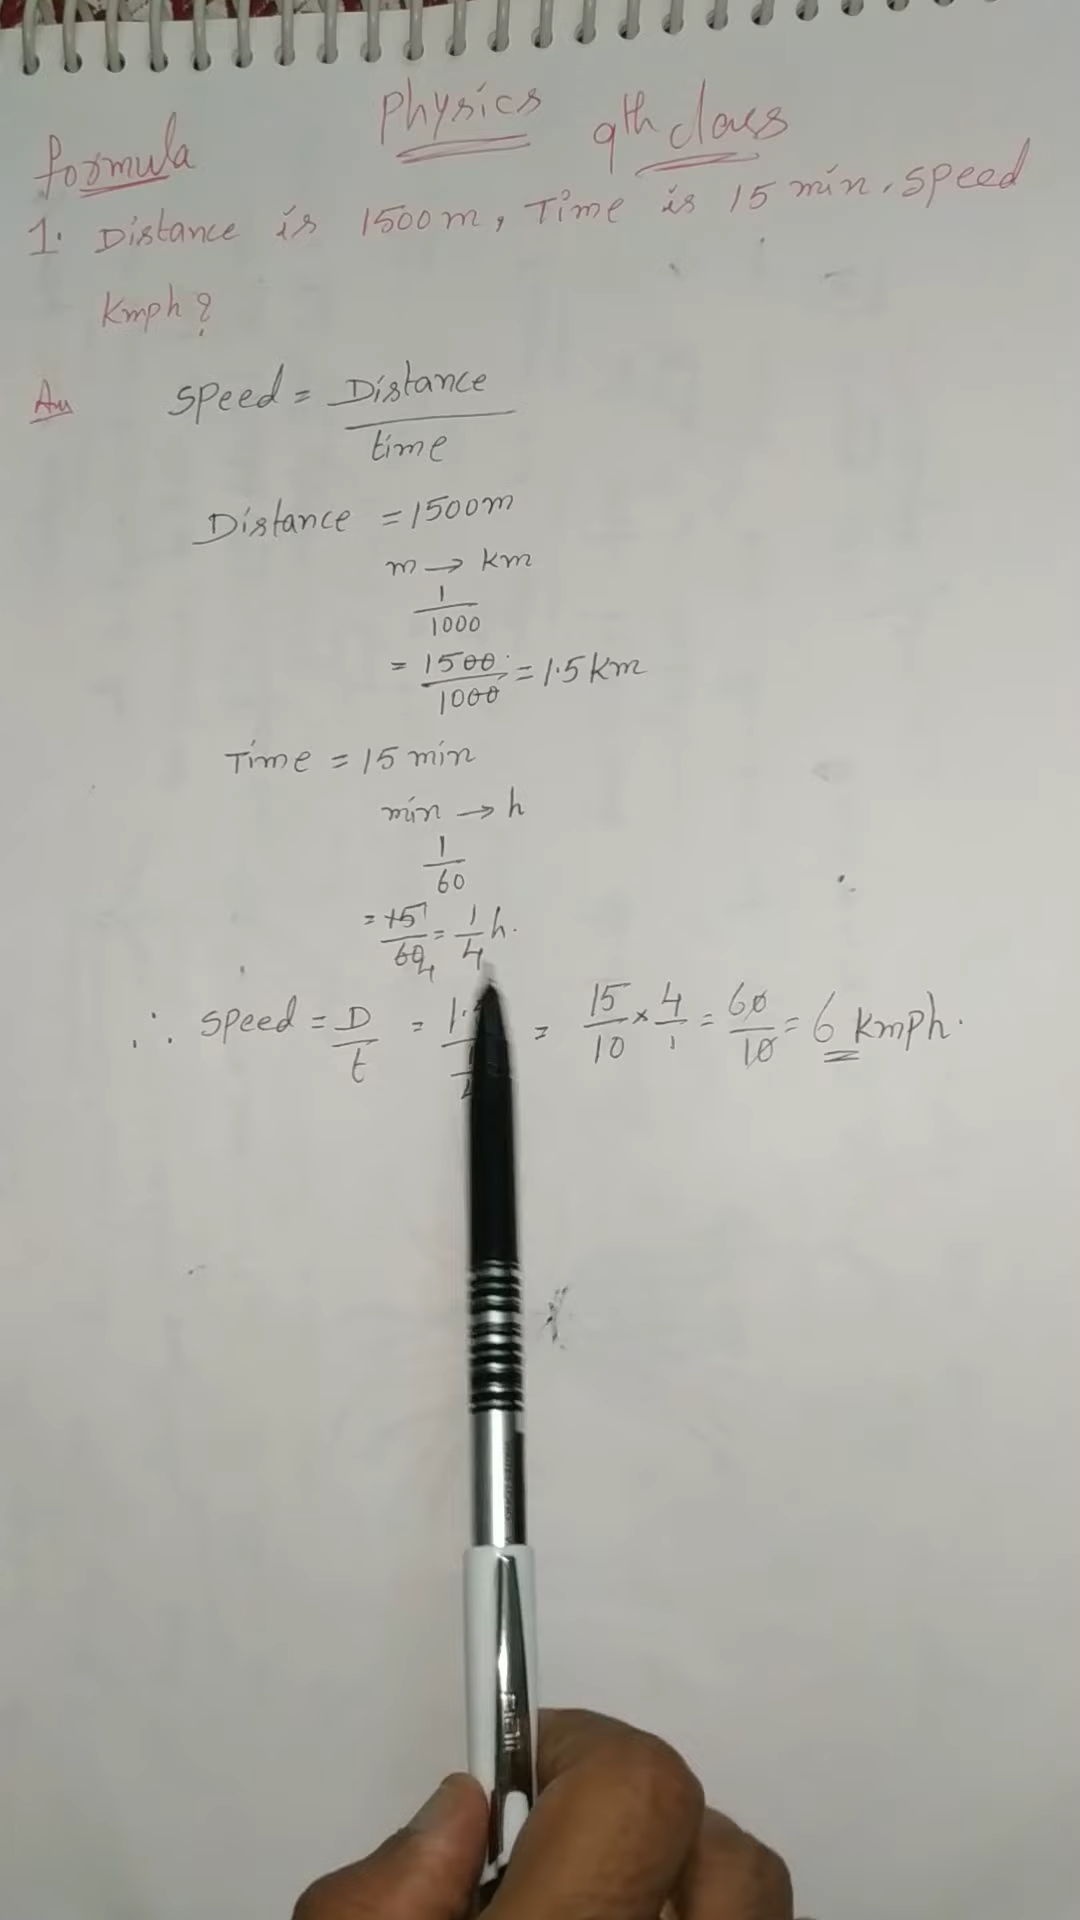 Physics 9th class
formula
1. Distance is 1500m, Time is 15 min, speed
Kmph?
Ans speed = Distance / time
Distance = 1500m
m → km
1/1000
= 1500/1000 = 1.5 km
Time = 15 min
min → h
1/60
= 15/60 4 = 1/4 h.
∴ speed = D/t = 1. = 15/10 × 4/1 = 60/10 = 6 kmph.